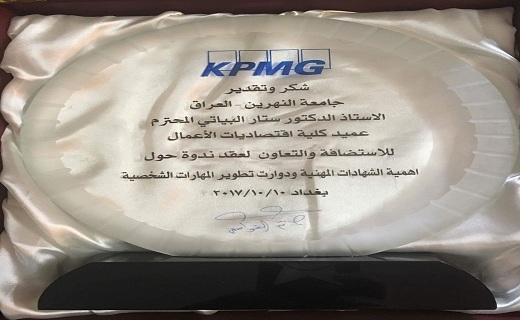 KPMG
شكر وتقدير
جامعة النهرين - العراق
الاستاذ الدكتور ستار البياتي المحترم
عميد كلية اقتصاديات الأعمال
للاستضافة والتعاون لعقد ندوة حول
اهمية الشهادات المهنية ودوارت تطوير المهارات الشخصية
بغداد ٢٠١٧/١٠/١٠